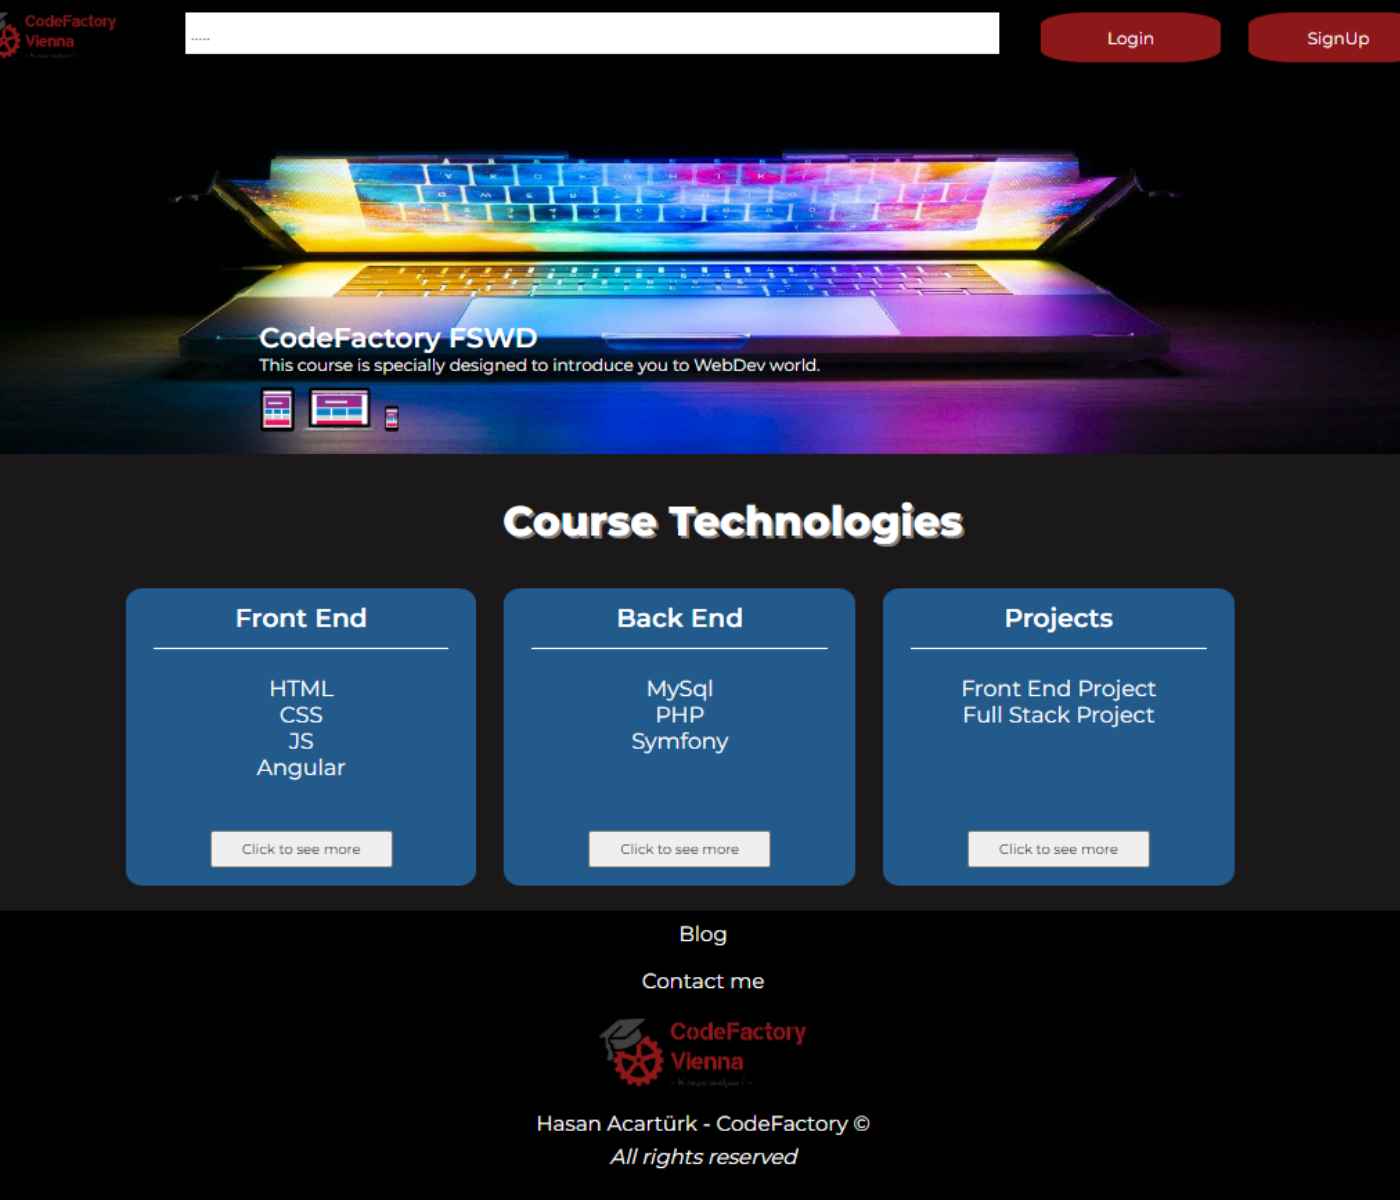 CodeFactory
Vienna
.....
Login
SignUp
CodeFactory FSWD
This course is specially designed to introduce you to WebDev world.
Course Technologies
Front End
HTML
CSS
JS
Angular
Click to see more
Back End
MySql
PHP
Symfony
Click to see more
Projects
Front End Project
Full Stack Project
Click to see more
Blog
Contact me
CodeFactory
Vienna
Hasan Acartürk - CodeFactory ©
All rights reserved